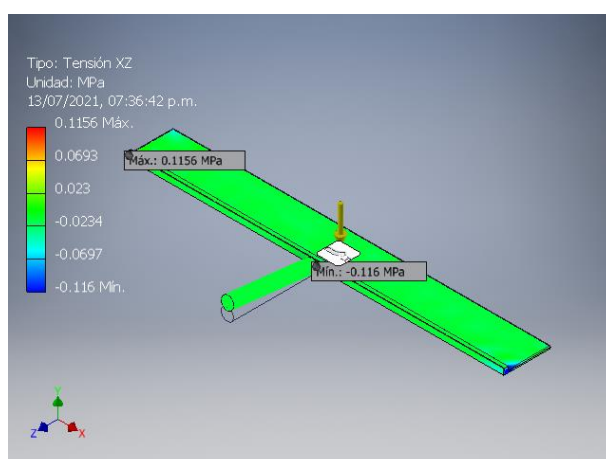 Tipo: Tensión XZ
Unidad: MPa
13/07/2021, 07:36:42 p.m.
0.1156 Máx.
0.0693
0.023
-0.0234
-0.0697
-0.116 Mín.
Máx.: 0.1156 MPa
Mín.: -0.116 MPa
Y
Z
X